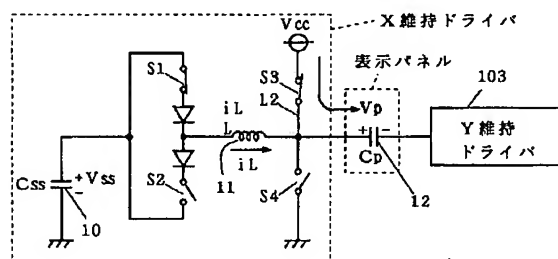 X維持ドライバ
Vcc
表示パネル
S1
S3
L2
iL
L
Vp
103
Y維持
ドライバ
+ -
Cp
iL
11
S2
S4
12
Css
+Vss
-
10